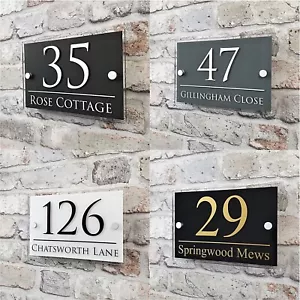 35
ROSE COTTAGE
47
GILLINGHAM CLOSE
126
CHATSWORTH LANE
29
Springwood Mews